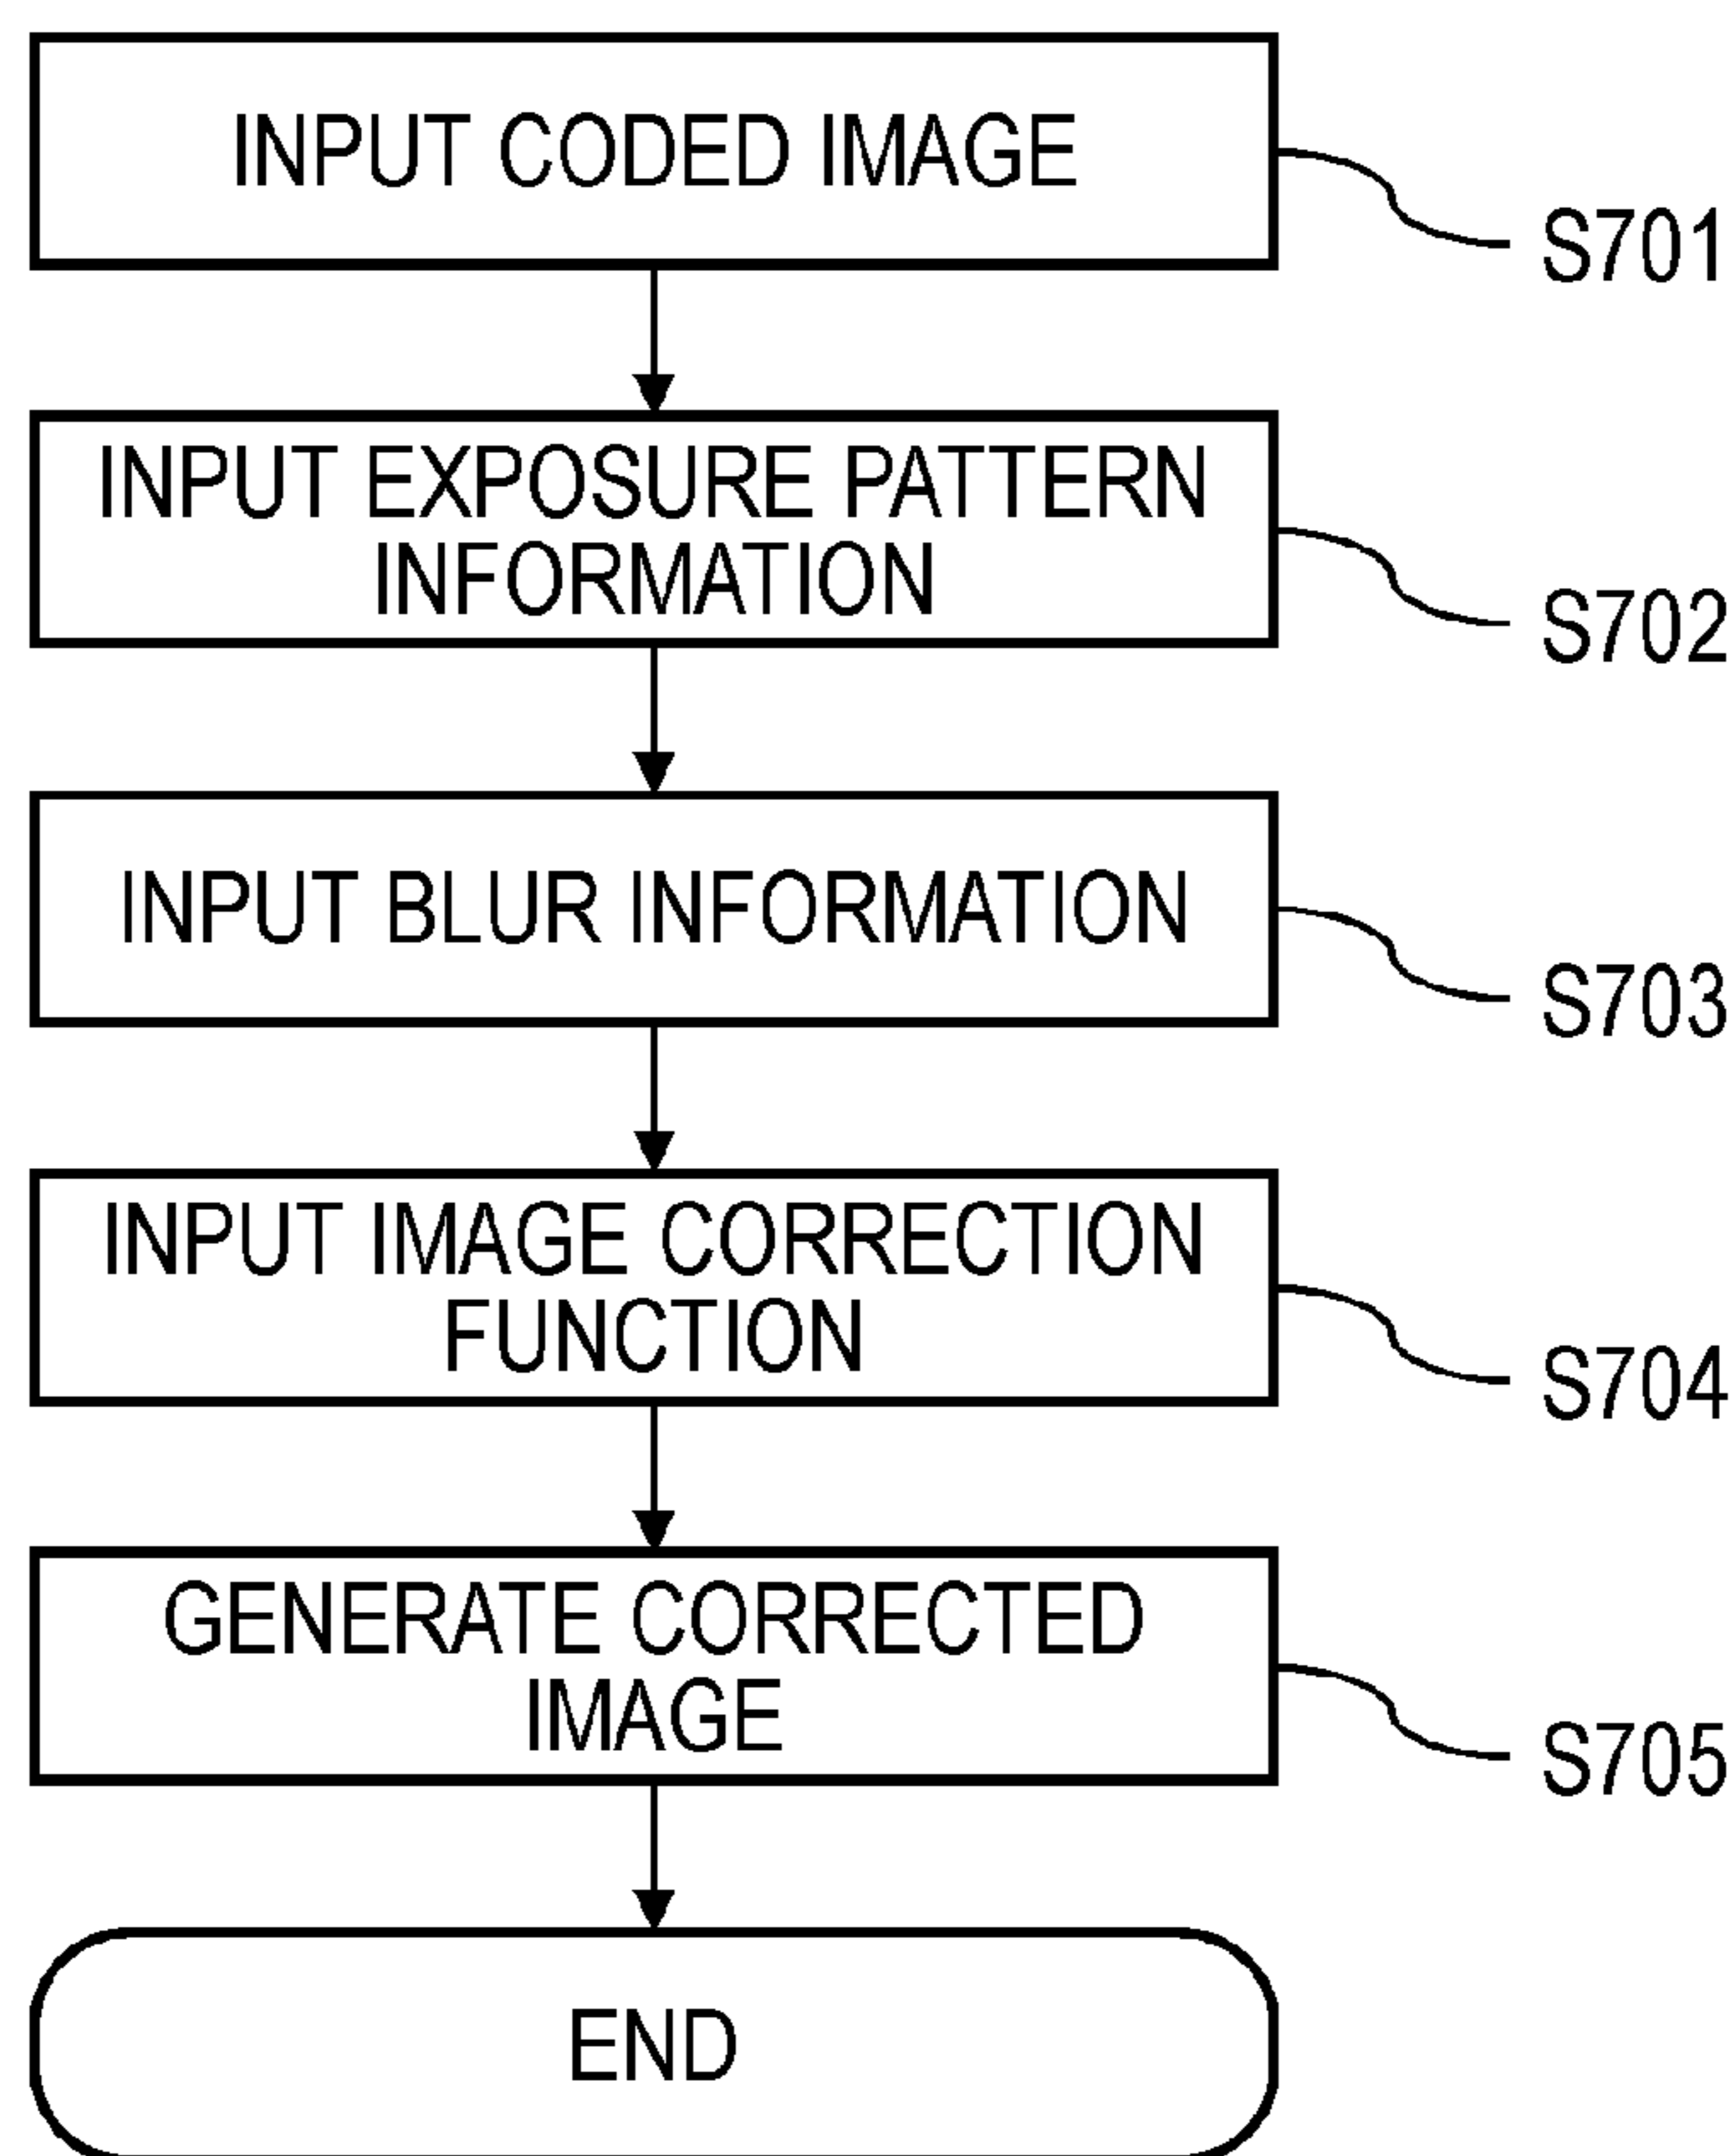 INPUT CODED IMAGE
S701
INPUT EXPOSURE PATTERN
INFORMATION
S702
INPUT BLUR INFORMATION
S703
INPUT IMAGE CORRECTION
FUNCTION
S704
GENERATE CORRECTED
IMAGE
S705
END